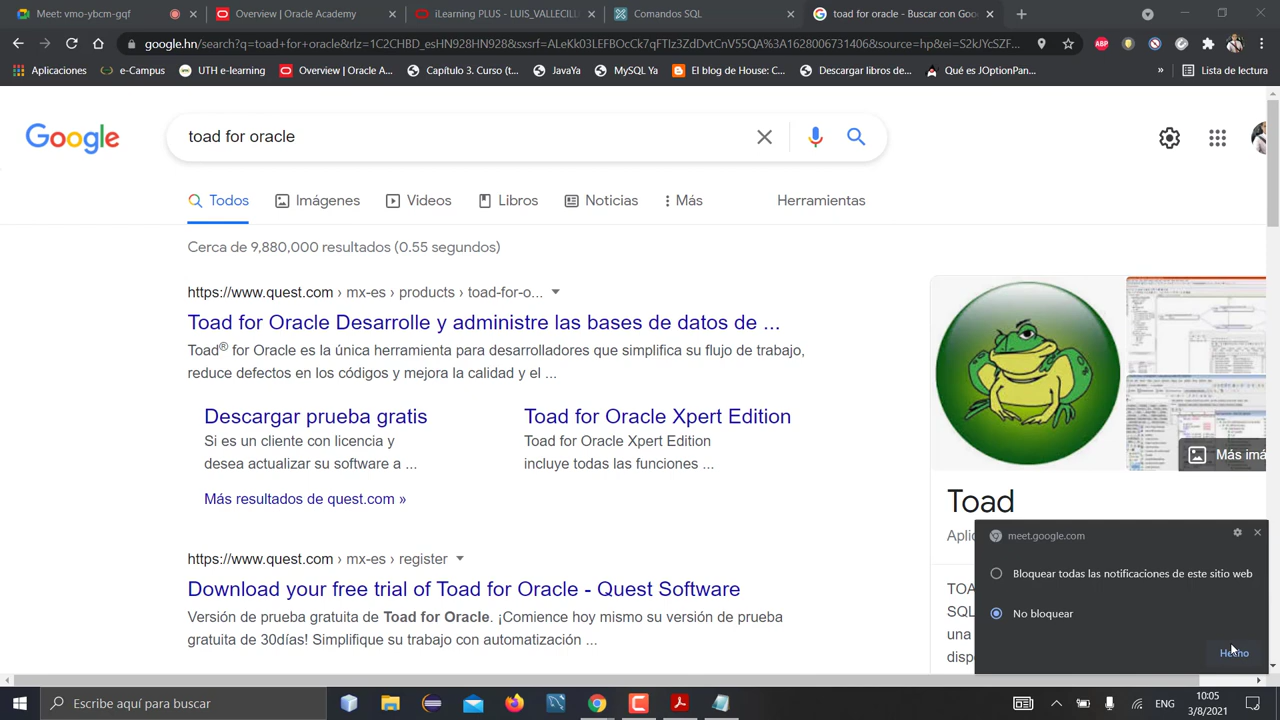 Meet: vmo-ybcm-gqf
Overview | Oracle Academy
iLearning PLUS - LUIS_VALLECILL
Comandos SQL
toad for oracle - Buscar con Goo
google.hn/search?q=toad+for+oracle&rlz=1C2CHBD_esHN928HN928&sxsrf=ALeKk03LEFBOcCk7qFTIz3ZdDvtCnV55QA%3A1628006731406&source=hp&ei=S2kJYcSZF...
Aplicaciones
e-Campus
UTH e-learning
Overview | Oracle A...
Capítulo 3. Curso (t...
JavaYa
MySQL Ya
El blog de House: C...
Descargar libros de...
Qué es JOptionPan...
»
Lista de lectura
Google
toad for oracle
Todos
Imágenes
Videos
Libros
Noticias
Más
Herramientas
Cerca de 9,880,000 resultados (0.55 segundos)
https://www.quest.com › mx-es › prod... › ...d-for-o...
Toad for Oracle Desarrolle y administre las bases de datos de ...
Toad® for Oracle es la única herramienta para desarrolladores que simplifica su flujo de trabajo,
reduce defectos en los códigos y mejora la calidad y el...
Descargar prueba gratis
Si es un cliente con licencia y
desea actualizar su software a ...
Toad for Oracle Xpert Edition
Toad for Oracle Xpert Edition
incluye todas las funciones ...
Más resultados de quest.com »
https://www.quest.com › mx-es › register
Download your free trial of Toad for Oracle - Quest Software
Versión de prueba gratuita de Toad for Oracle. ¡Comience hoy mismo su versión de prueba
gratuita de 30días! Simplifique su trabajo con automatización ...
Más imá
Toad
Aplic
TOA
SQL
una
disp
meet.google.com
Bloquear todas las notificaciones de este sitio web
No bloquear
Hecho
Escribe aquí para buscar
ENG
10:05
3/8/2021